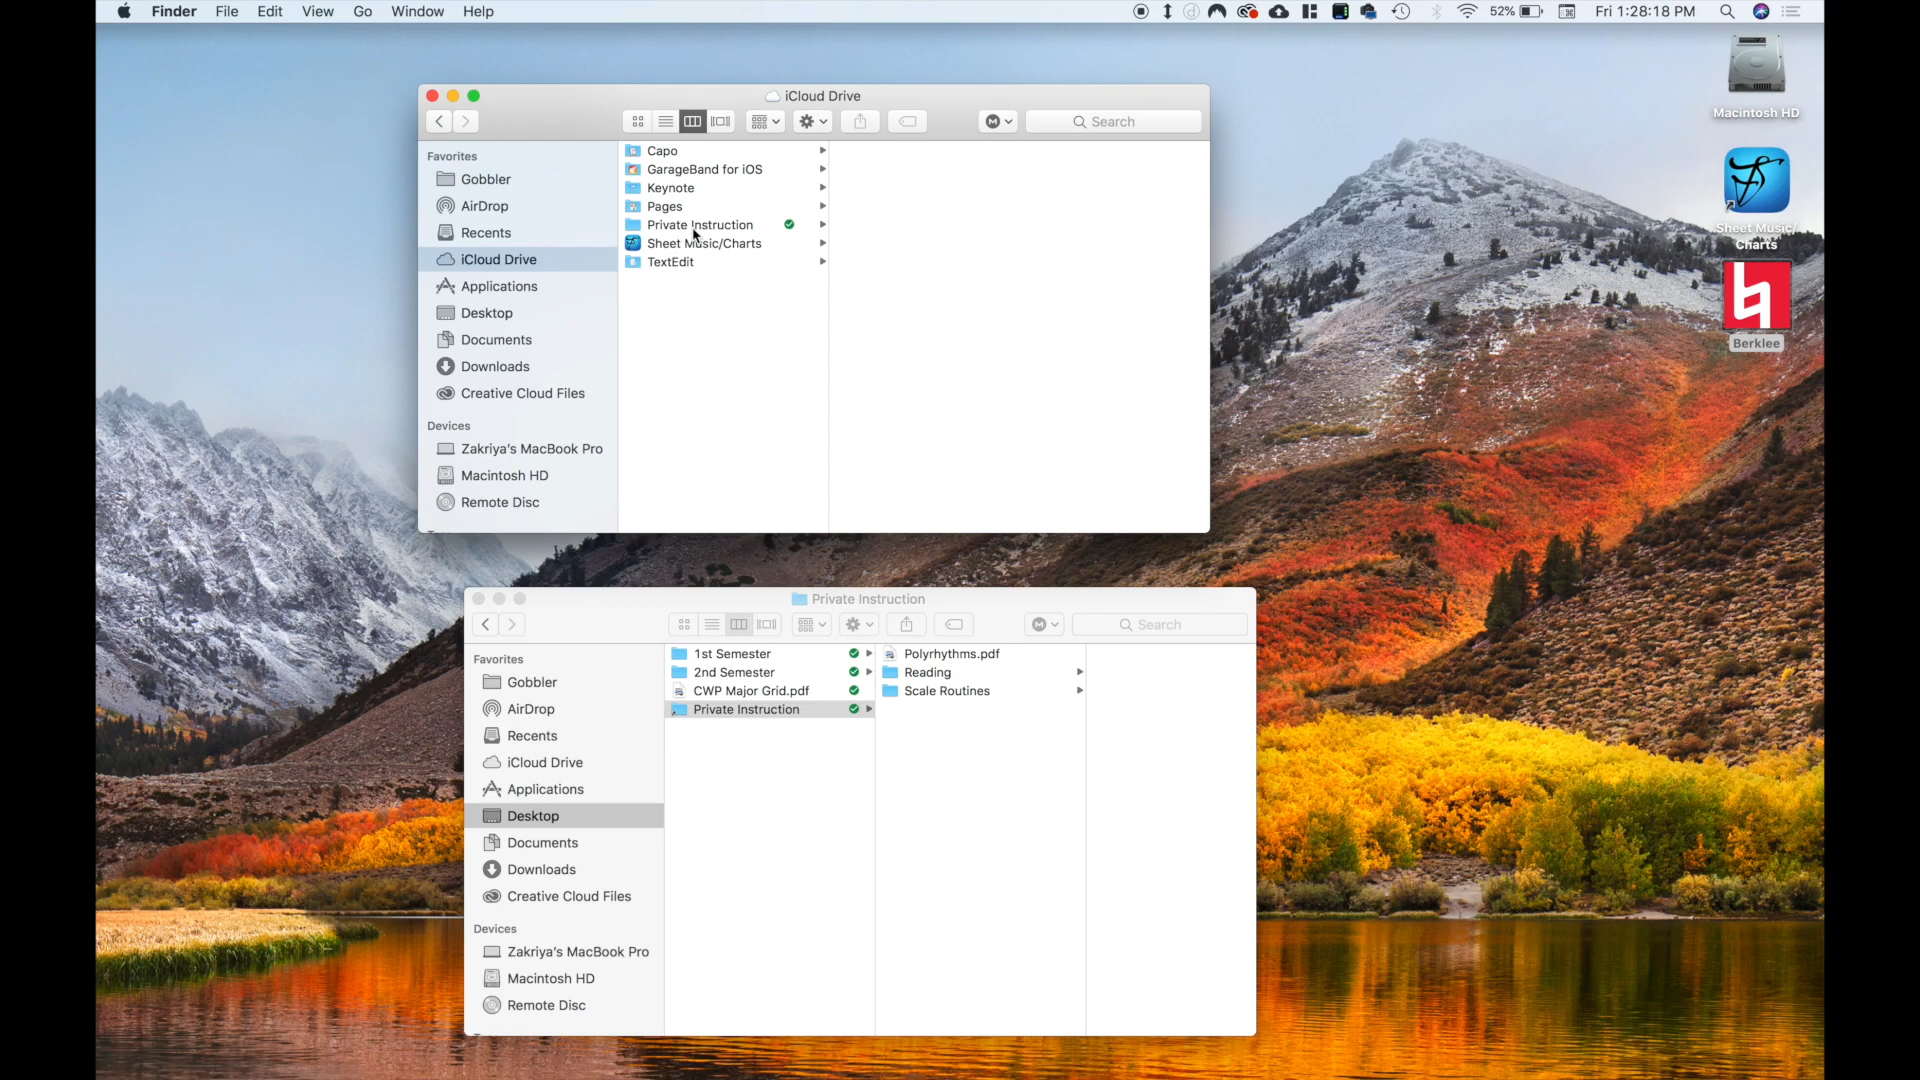 Finder File Edit View Go Window Help
52% Fri 1:28:18 PM
Macintosh HD
Sheet Music/
Charts
Berklee
iCloud Drive
Search
Favorites
Gobbler
AirDrop
Recents
iCloud Drive
Applications
Desktop
Documents
Downloads
Creative Cloud Files
Devices
Zakriya's MacBook Pro
Macintosh HD
Remote Disc
Capo
GarageBand for iOS
Keynote
Pages
Private Instruction
Sheet Music/Charts
TextEdit
Private Instruction
Search
Favorites
Gobbler
AirDrop
Recents
iCloud Drive
Applications
Desktop
Documents
Downloads
Creative Cloud Files
Devices
Zakriya's MacBook Pro
Macintosh HD
Remote Disc
1st Semester
2nd Semester
CWP Major Grid.pdf
Private Instruction
Polyrhythms.pdf
Reading
Scale Routines